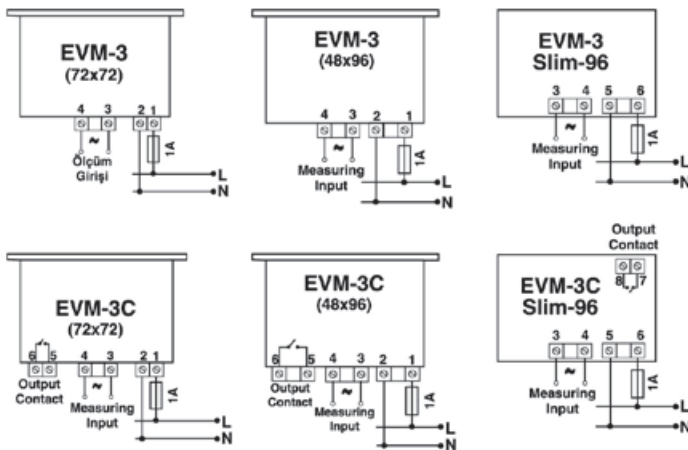 EVM-3
(72x72)
4 3 2 1
~
Ölçüm
Girişi
1A
L
N
EVM-3
(48x96)
4 3 2 1
~
Measuring
Input
1A
L
N
EVM-3
Slim-96
3 4 5 6
~
Measuring
Input
1A
L
N
EVM-3C
(72x72)
6 5 4 3 2 1
~
Output
Contact
Measuring
Input
1A
L
N
EVM-3C
(48x96)
6 5 4 3 2 1
~
Output
Contact
Measuring
Input
1A
L
N
Output
Contact
8 7
EVM-3C
Slim-96
3 4 5 6
~
Measuring
Input
1A
L
N